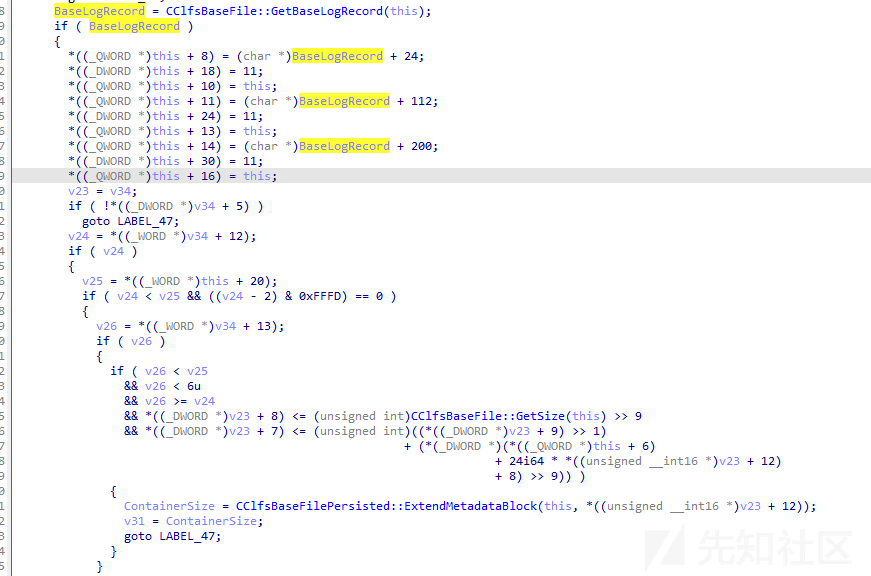 8 BaseLogRecord = CClfsBaseFile::GetBaseLogRecord(this);
9 if ( BaseLogRecord )
0 {
1 *((_QWORD *)this + 8) = (char *)BaseLogRecord + 24;
2 *((_DWORD *)this + 18) = 11;
3 *((_QWORD *)this + 10) = this;
4 *((_QWORD *)this + 11) = (char *)BaseLogRecord + 112;
5 *((_DWORD *)this + 24) = 11;
6 *((_QWORD *)this + 13) = this;
7 *((_QWORD *)this + 14) = (char *)BaseLogRecord + 200;
8 *((_DWORD *)this + 30) = 11;
9 *((_QWORD *)this + 16) = this;
0 v23 = v34;
1 if ( !*((_DWORD *)v34 + 5) )
2 goto LABEL_47;
3 v24 = *((_WORD *)v34 + 12);
4 if ( v24 )
5 {
6 v25 = *((_WORD *)this + 20);
7 if ( v24 < v25 && ((v24 - 2) & 0xFFFD) == 0 )
8 {
9 v26 = *((_WORD *)v34 + 13);
0 if ( v26 )
1 {
2 if ( v26 < v25
3 && v26 < 6u
4 && v26 >= v24
5 && *((_DWORD *)v23 + 8) <= (unsigned int)CClfsBaseFile::GetSize(this) >> 9
6 && *((_DWORD *)v23 + 7) <= (unsigned int)((*((_DWORD *)v23 + 9) >> 1)
7 + (*(_DWORD *)(*((_QWORD *)this + 6)
8 + 24i64 * *((unsigned __int16 *)v23 + 12)
9 + 8) >> 9)) )
0 {
1 ContainerSize = CClfsBaseFilePersisted::ExtendMetadataBlock(this, *((unsigned __int16 *)v23 + 12));
2 v31 = ContainerSize;
3 goto LABEL_47;
4 }
5 }
先知社区